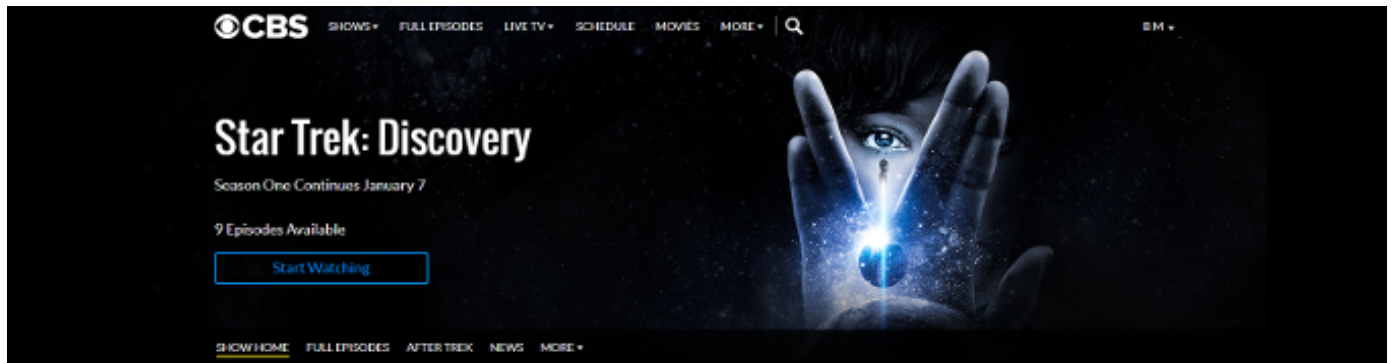 CBS SHOWS FULL EPISODES LIVE TV SCHEDULE MOVIES MORE B M
Star Trek: Discovery
Season One Continues January 7
9 Episodes Available
Start Watching
SHOW HOME FULL EPISODES AFTER TREK NEWS MORE